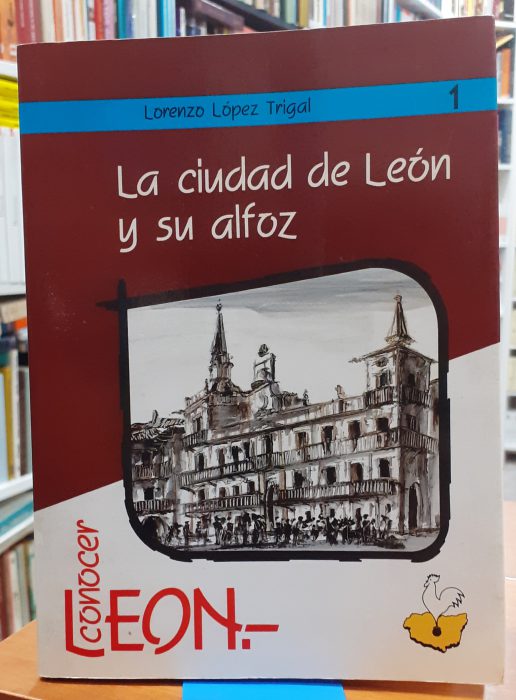 Lorenzo López Trigal
1
La ciudad de León
y su alfoz
conocer
LEON.-